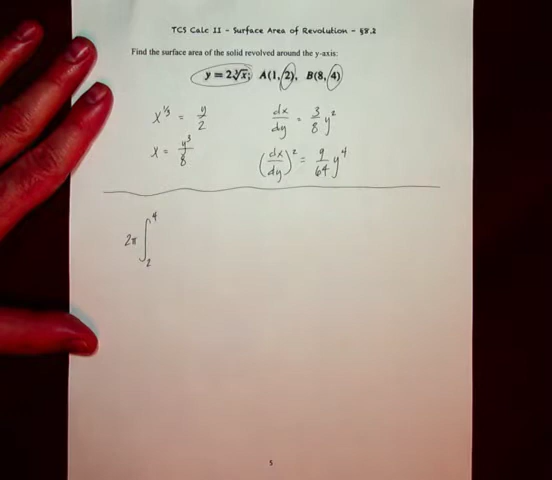 TCS Calc II - Surface Area of Revolution - §8.2
Find the surface area of the solid revolved around the y-axis:
y = 2∛x; A(1, 2), B(8, 4)
x^⅓ = y/2
dx/dy = 3/8 y²
x = y³/8
(dx/dy)² = 9/64 y⁴
2π ∫₂⁴
5